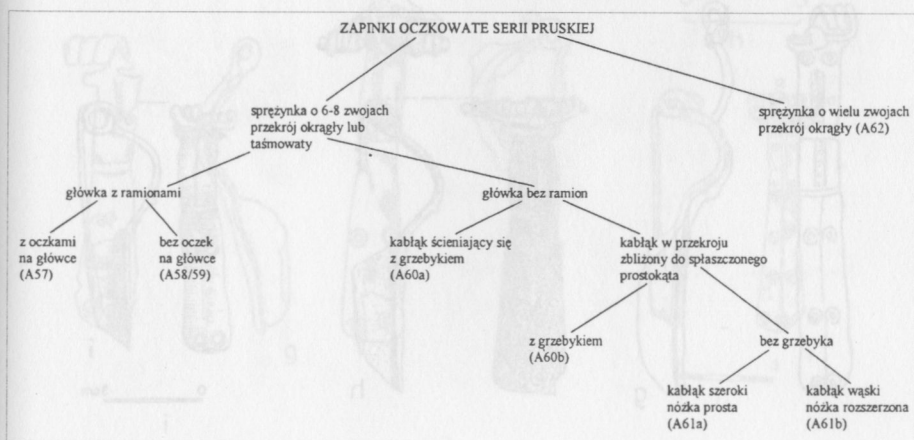 ZAPINKI OCZKOWATE SERII PRUSKIEJ
sprężynka o 6-8 zwojach
przekrój okrągły lub
taśmowaty
sprężynka o wielu zwojach
przekrój okrągły (A62)
główka z ramionami
główka bez ramion
z oczkami
na główce
(A57)
bez oczek
na główce
(A58/59)
kabłąk ścieniający się
z grzebykiem
(A60a)
kabłąk w przekroju
zbliżony do spłaszczonego
prostokąta
z grzebykiem
(A60b)
bez grzebyka
kabłąk szeroki
nóżka prosta
(A61a)
kabłąk wąski
nóżka rozszerzona
(A61b)